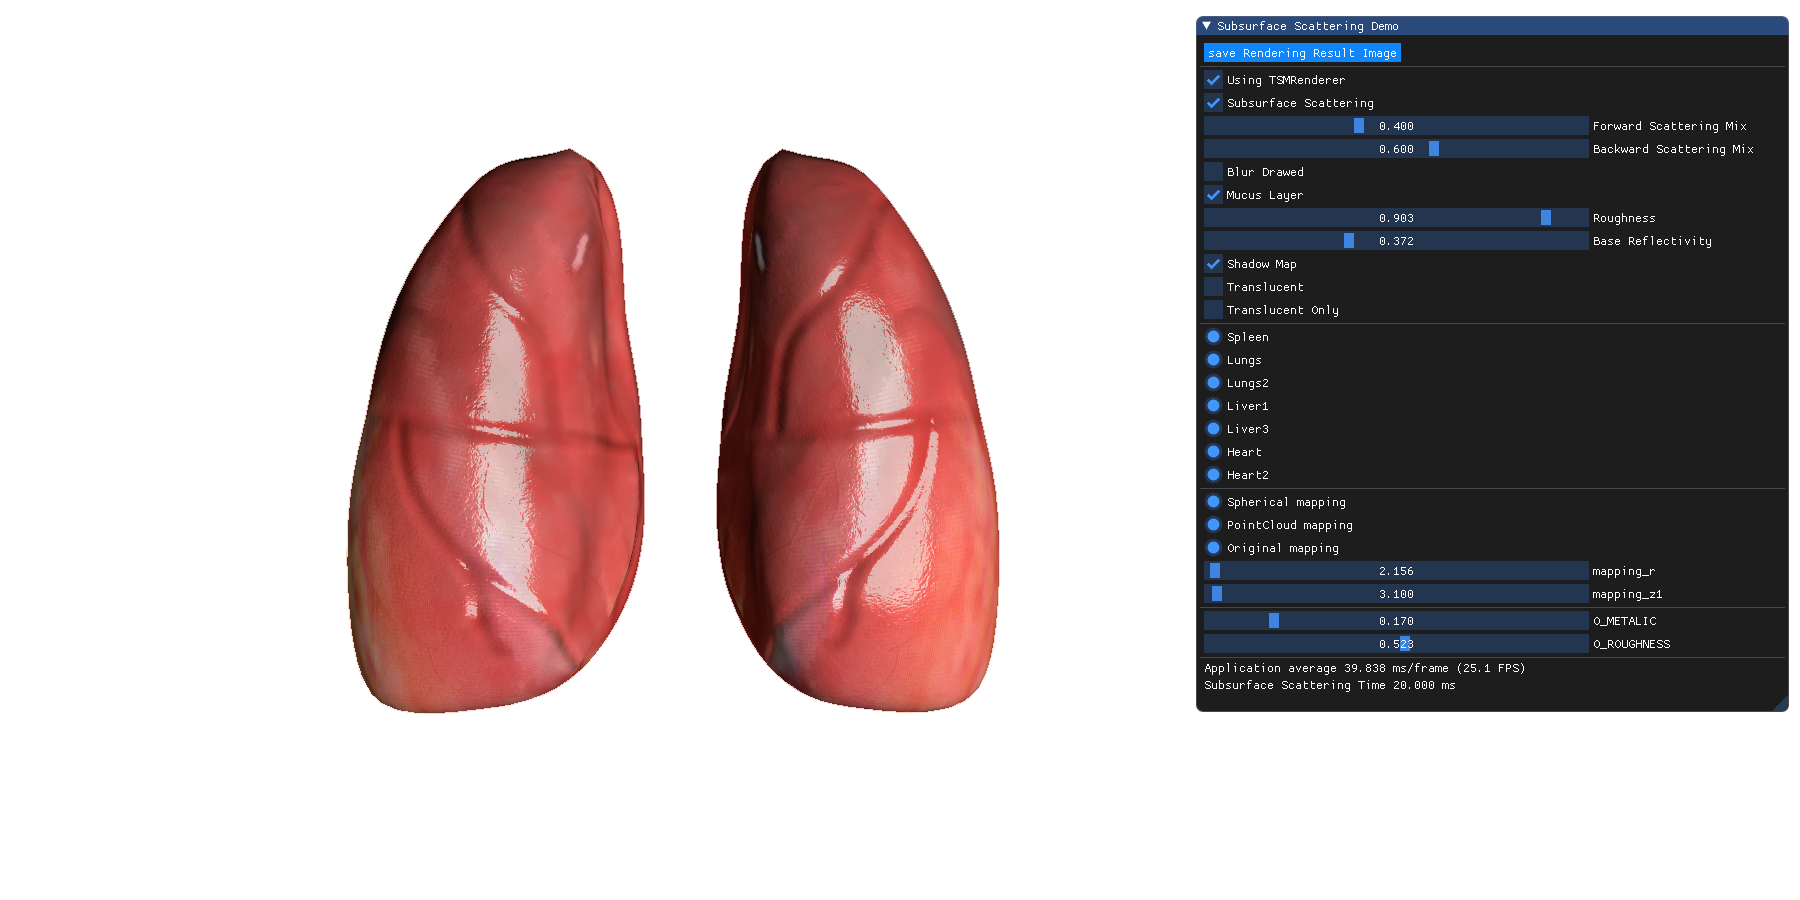 Subsurface Scattering Demo
save Rendering Result Image
Using TSMRenderer
Subsurface Scattering
0.400 Forward Scattering Mix
0.600 Backward Scattering Mix
Blur Drawed
Mucus Layer
0.903 Roughness
0.372 Base Reflectivity
Shadow Map
Translucent
Translucent Only
Spleen
Lungs
Lungs2
Liver1
Liver3
Heart
Heart2
Spherical mapping
PointCloud mapping
Original mapping
2.156 mapping_r
3.100 mapping_z1
0.170 O_METALIC
0.523 O_ROUGHNESS
Application average 39.838 ms/frame (25.1 FPS)
Subsurface Scattering Time 20.000 ms